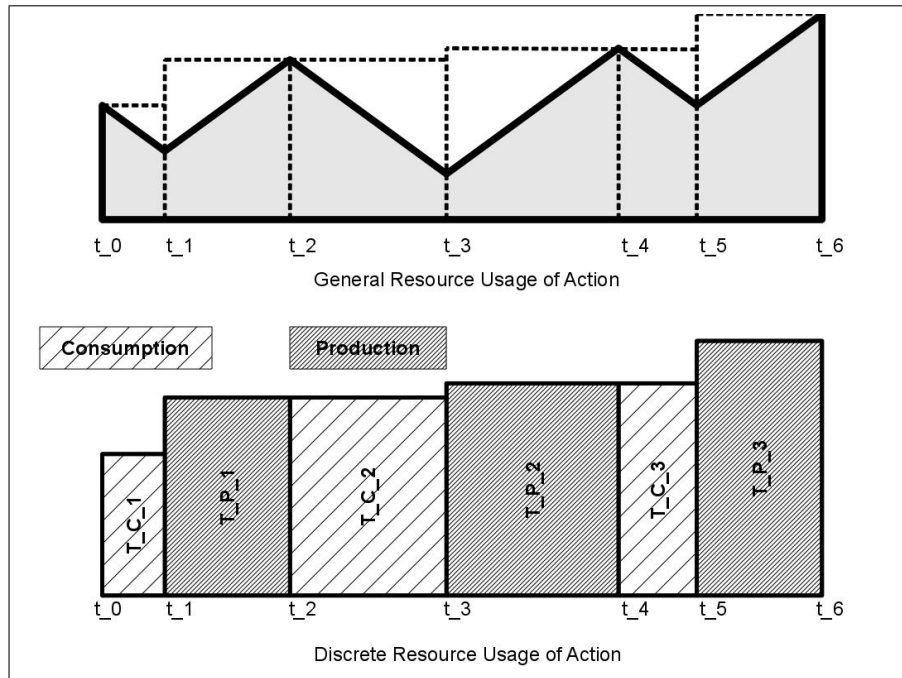 t_0 t_1 t_2 t_3 t_4 t_5 t_6
General Resource Usage of Action
Consumption Production
T_C_1 T_P_1 T_C_2 T_P_2 T_C_3 T_P_3
t_0 t_1 t_2 t_3 t_4 t_5 t_6
Discrete Resource Usage of Action